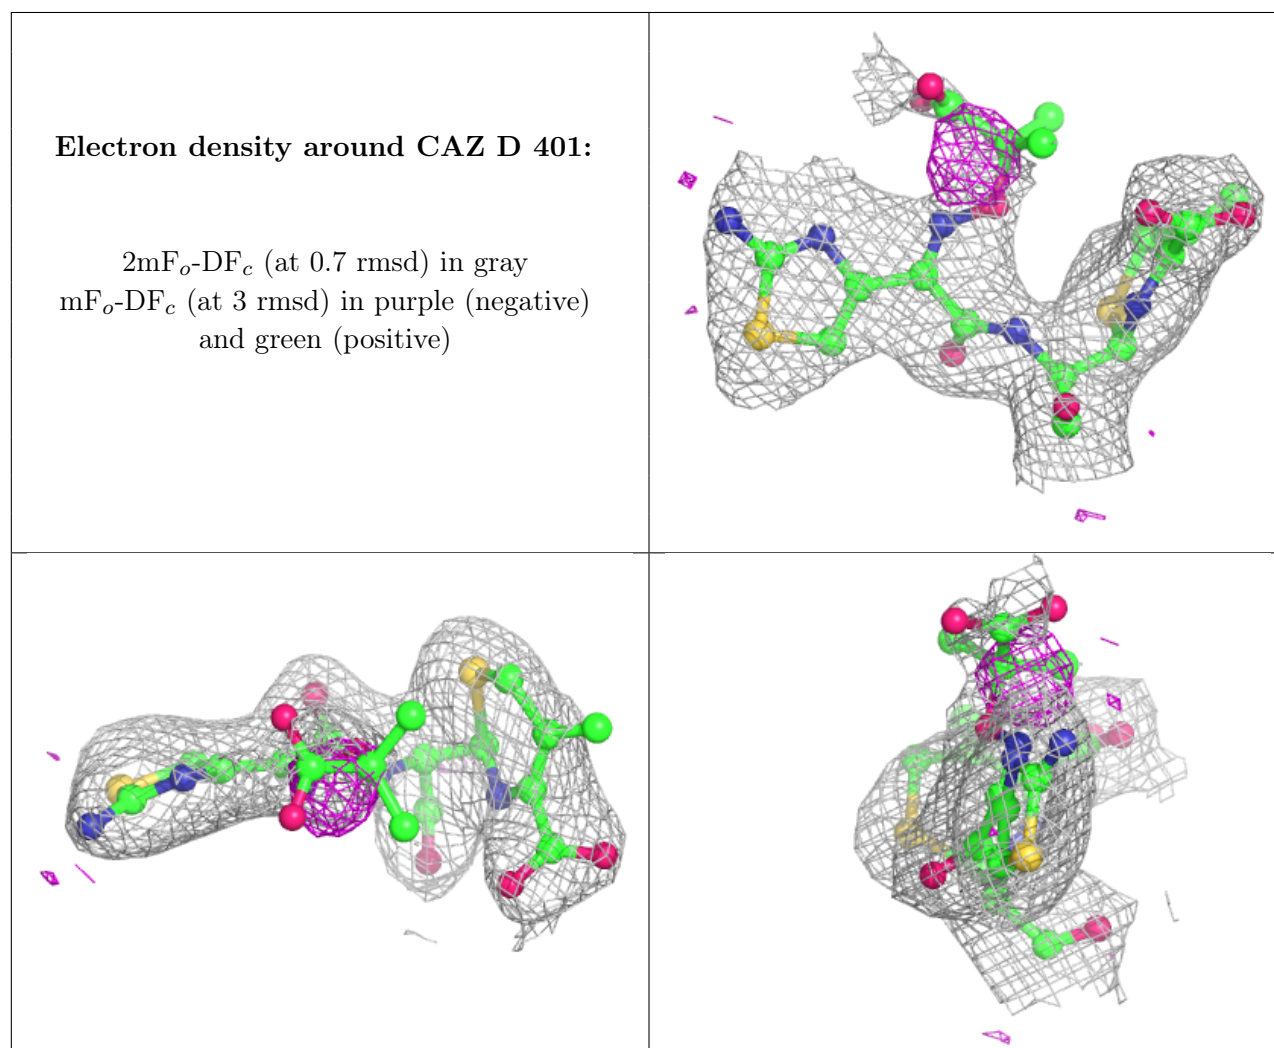 Electron density around CAZ D 401:
2mFₒ-DF𝒸 (at 0.7 rmsd) in gray
mFₒ-DF𝒸 (at 3 rmsd) in purple (negative)
and green (positive)